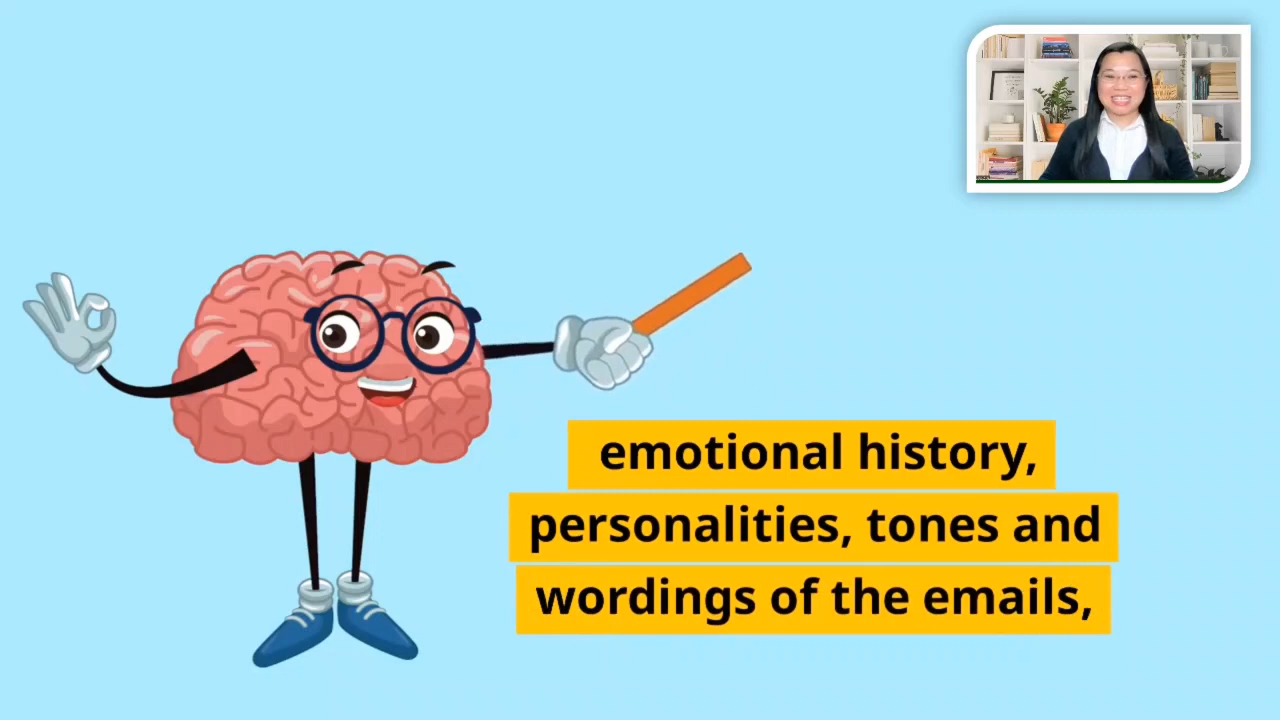 emotional history,
personalities, tones and
wordings of the emails,